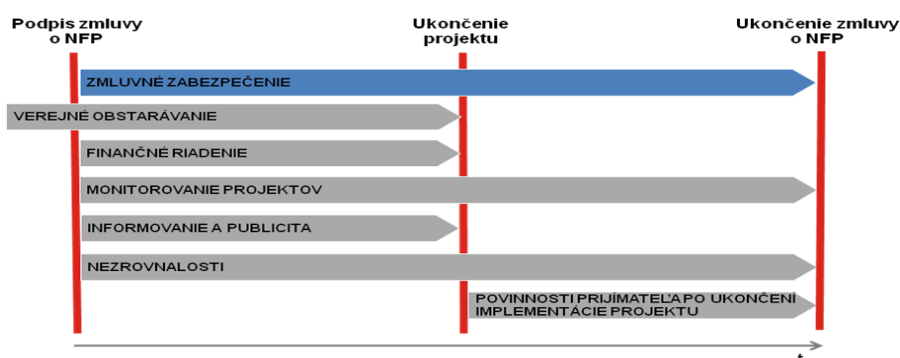 Podpis zmluvy
o NFP
Ukončenie
projektu
Ukončenie zmluvy
o NFP
ZMLUVNÉ ZABEZPEČENIE
VEREJNÉ OBSTARÁVANIE
FINANČNÉ RIADENIE
MONITOROVANIE PROJEKTOV
INFORMOVANIE A PUBLICITA
NEZROVNALOSTI
POVINNOSTI PRIJÍMATEĽA PO UKONČENÍ
IMPLEMENTÁCIE PROJEKTU
t